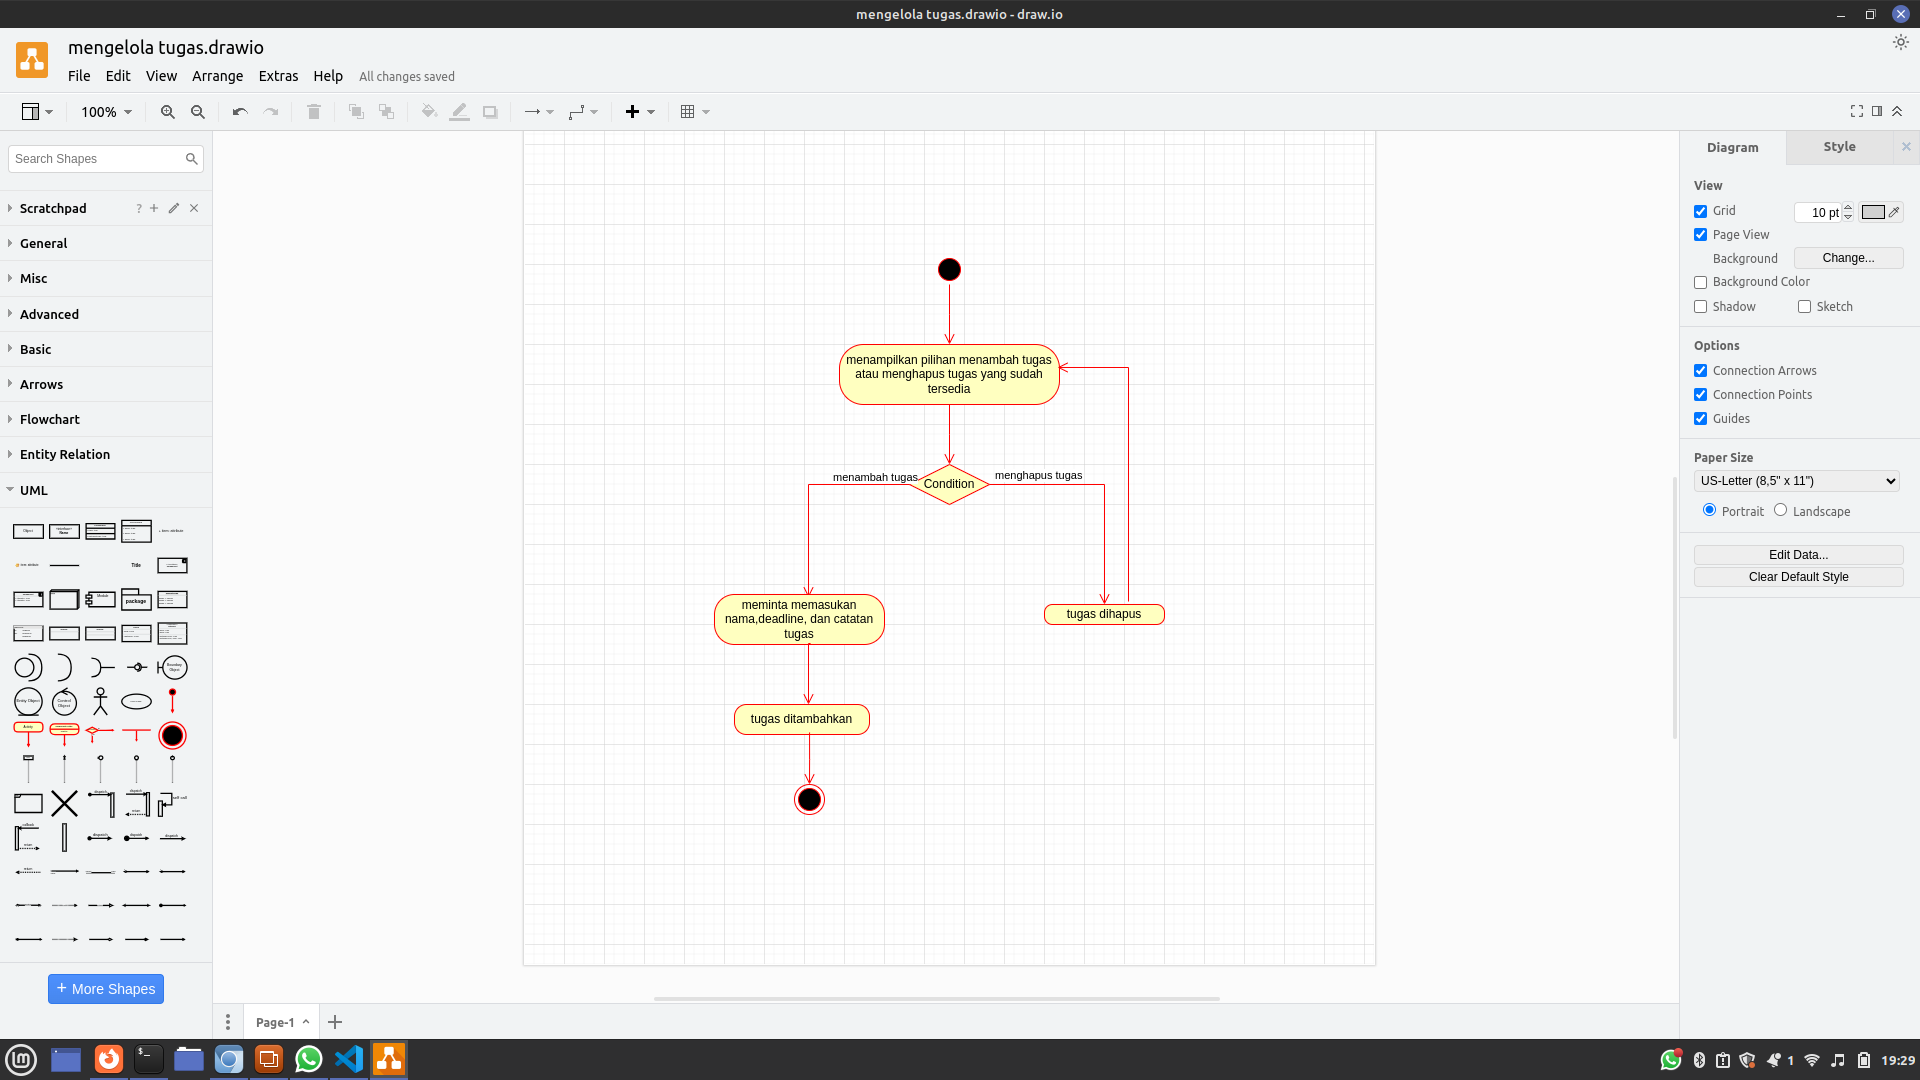 mengelola tugas.drawio - draw.io
mengelola tugas.drawio
File Edit View Arrange Extras Help All changes saved
100%
Search Shapes
Scratchpad
?
General
Misc
Advanced
Basic
Arrows
Flowchart
Entity Relation
UML
Title
package
More Shapes
menampilkan pilihan menambah tugas
atau menghapus tugas yang sudah
tersedia
menambah tugas
Condition
menghapus tugas
meminta memasukan
nama,deadline, dan catatan
tugas
tugas dihapus
tugas ditambahkan
Diagram Style
View
Grid 10 pt
Page View
Background Change...
Background Color
Shadow Sketch
Options
Connection Arrows
Connection Points
Guides
Paper Size
US-Letter (8,5" x 11")
Portrait Landscape
Edit Data...
Clear Default Style
Page-1
1 19:29